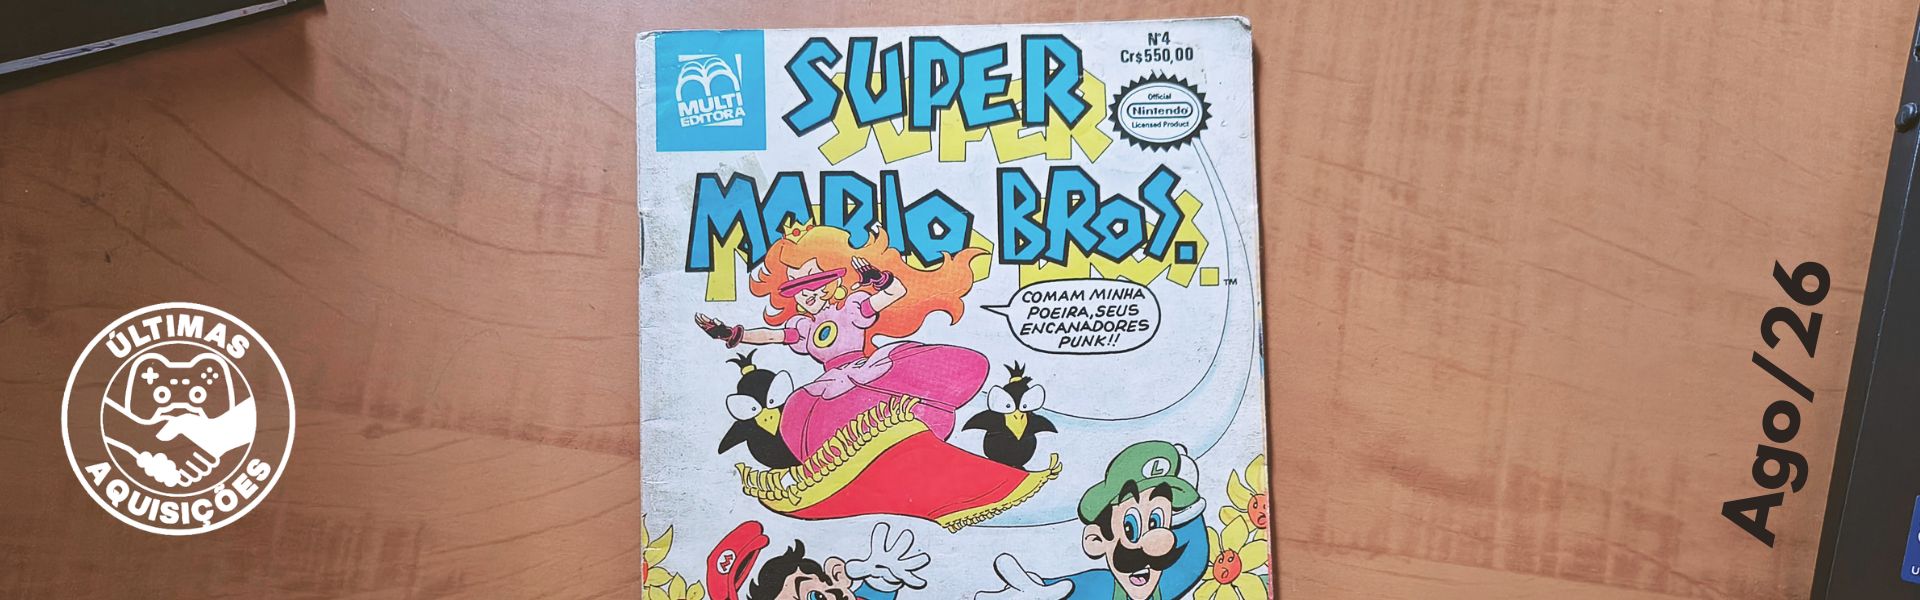 MULTI
EDITORA
SUPER
MARIO BROS.
TM
Nº4
Cr$550,00
Official
Nintendo
Licensed Product
COMAM MINHA
POEIRA, SEUS
ENCANADORES
PUNK!!
L
M
ÚLTIMAS
AQUISIÇÕES
Ago/26